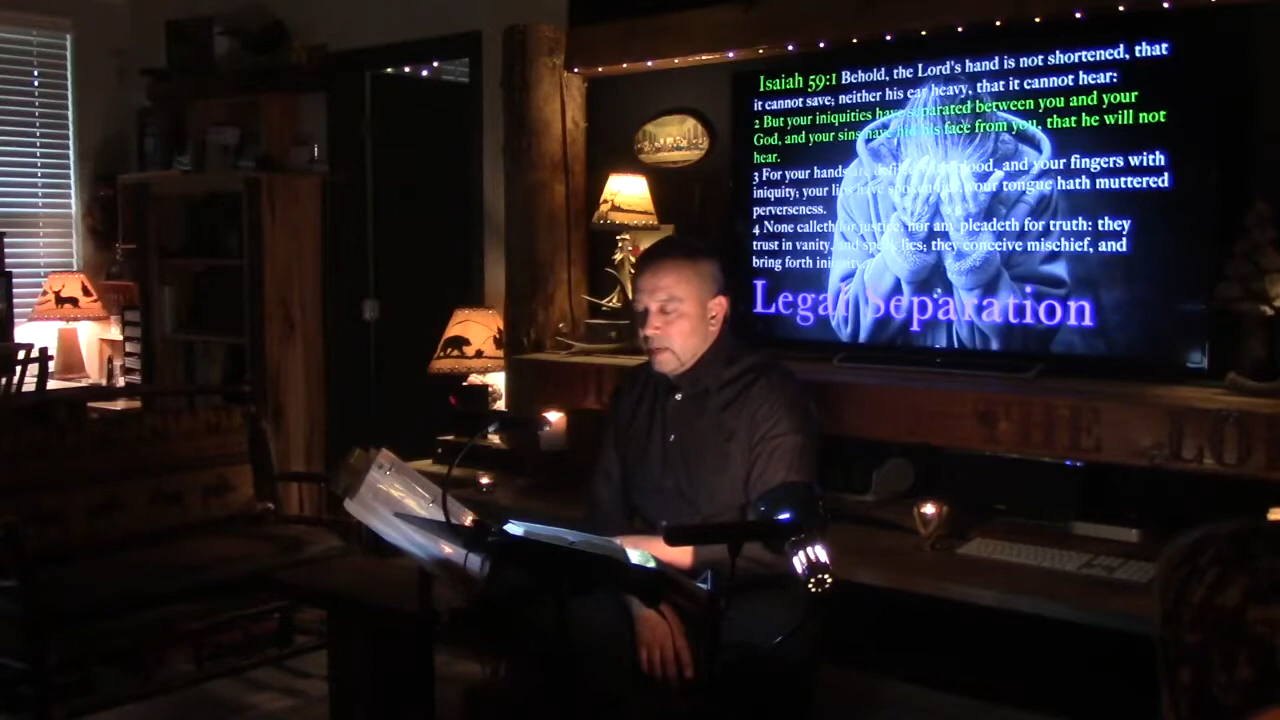 Isaiah 59:1 Behold, the Lord's hand is not shortened, that
it cannot save; neither his ear heavy, that it cannot hear:
2 But your iniquities have separated between you and your
God, and your sins have hid his face from you, that he will not
hear.
3 For your hands are defiled with blood, and your fingers with
iniquity; your lips have spoken lies, your tongue hath muttered
perverseness.
4 None calleth for justice, nor any pleadeth for truth: they
trust in vanity, and speak lies; they conceive mischief, and
bring forth iniquity.
Legal Separation
THE LO